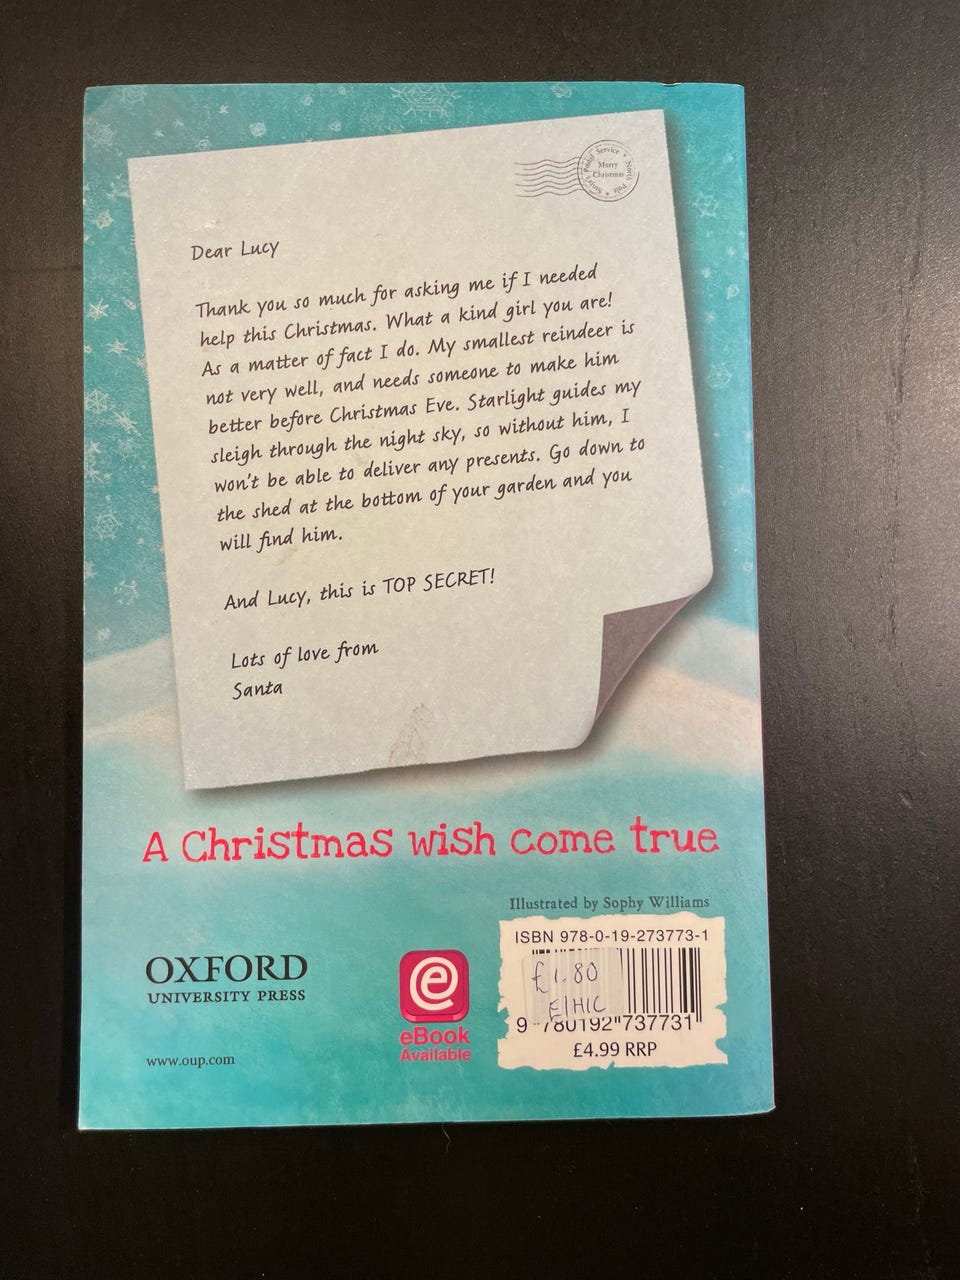 Santa's Postal Service • North Pole •
Merry
Christmas
Dear Lucy
Thank you so much for asking me if I needed
help this Christmas. What a kind girl you are!
As a matter of fact I do. My smallest reindeer is
not very well, and needs someone to make him
better before Christmas Eve. Starlight guides my
sleigh through the night sky, so without him, I
won't be able to deliver any presents. Go down to
the shed at the bottom of your garden and you
will find him.
And Lucy, this is TOP SECRET!
Lots of love from
Santa
A Christmas wish come true
Illustrated by Sophy Williams
OXFORD
UNIVERSITY PRESS
www.oup.com
e
eBook
Available
ISBN 978-0-19-273773-1
£1.80
9 780192 737731
£4.99 RRP